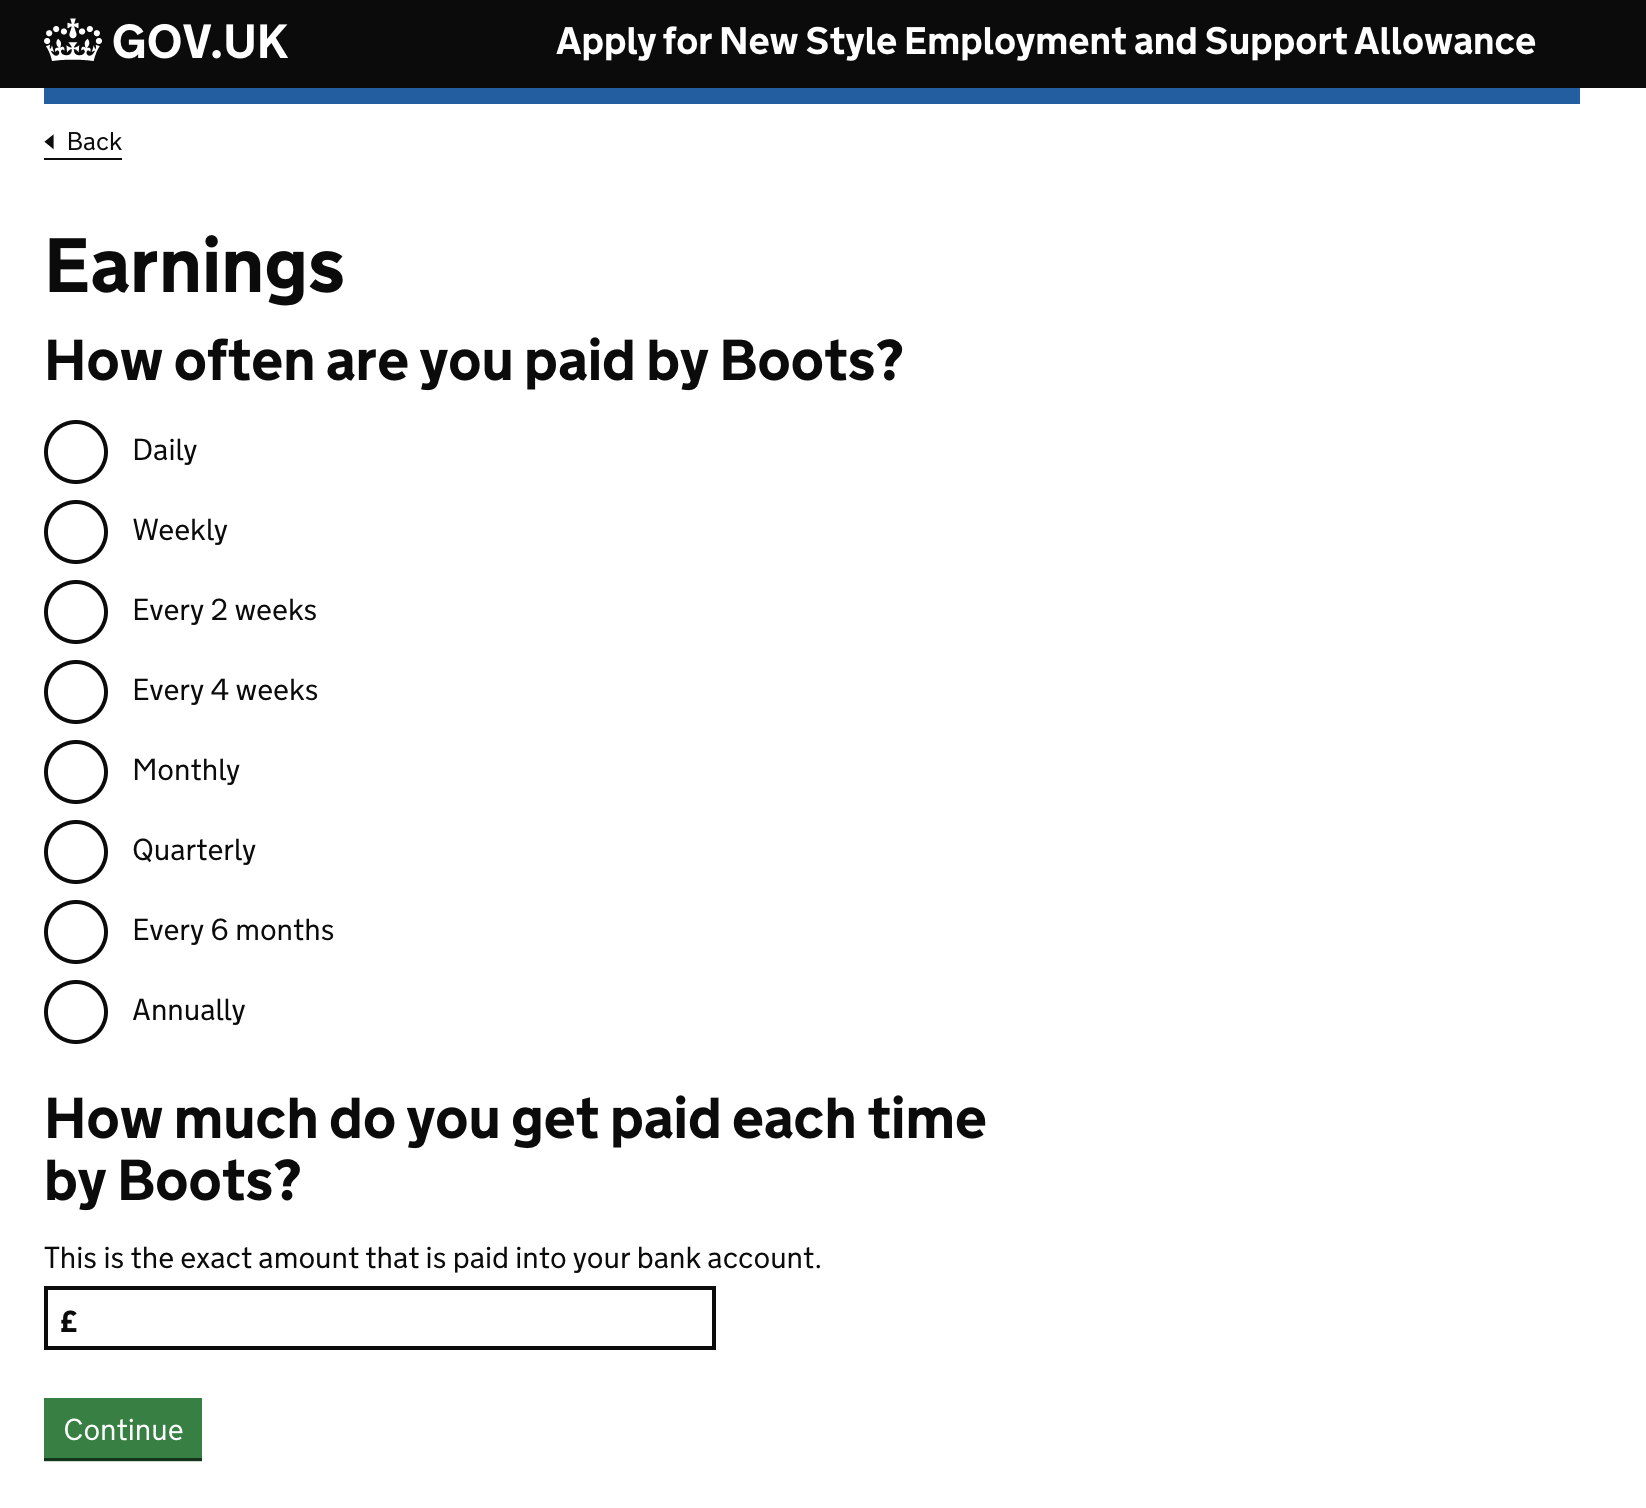 GOV.UK
Apply for New Style Employment and Support Allowance
Back
Earnings
How often are you paid by Boots?
Daily
Weekly
Every 2 weeks
Every 4 weeks
Monthly
Quarterly
Every 6 months
Annually
How much do you get paid each time
by Boots?
This is the exact amount that is paid into your bank account.
£
Continue